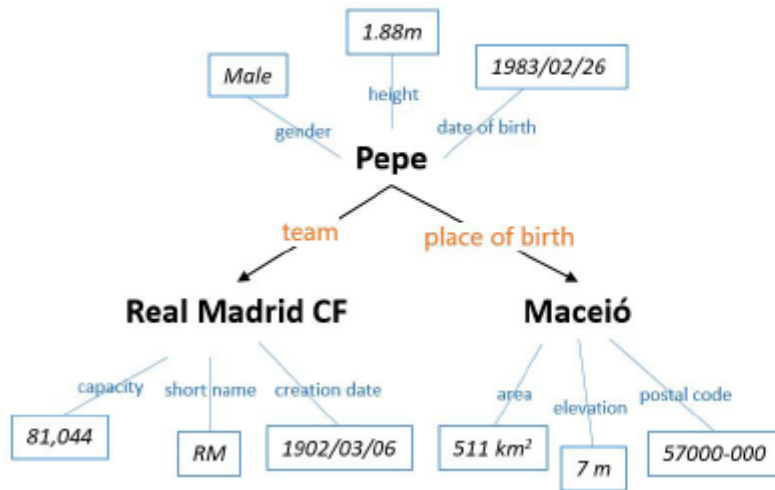 1.88m
Male
1983/02/26
height
gender
date of birth
Pepe
team
place of birth
Real Madrid CF
Maceió
capacity
short name
creation date
area
elevation
postal code
81,044
RM
1902/03/06
511 km²
7 m
57000-000